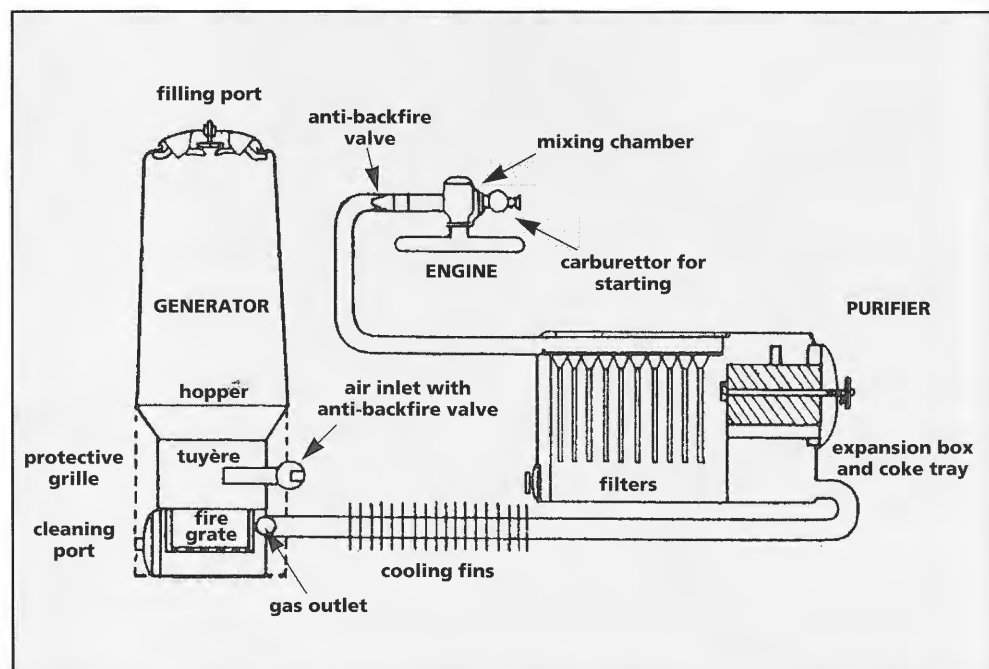 filling port
anti-backfire
valve
mixing chamber
ENGINE
carburettor for
starting
GENERATOR
PURIFIER
hopper
air inlet with
anti-backfire valve
protective
grille
tuyère
expansion box
and coke tray
filters
cleaning
port
fire
grate
cooling fins
gas outlet